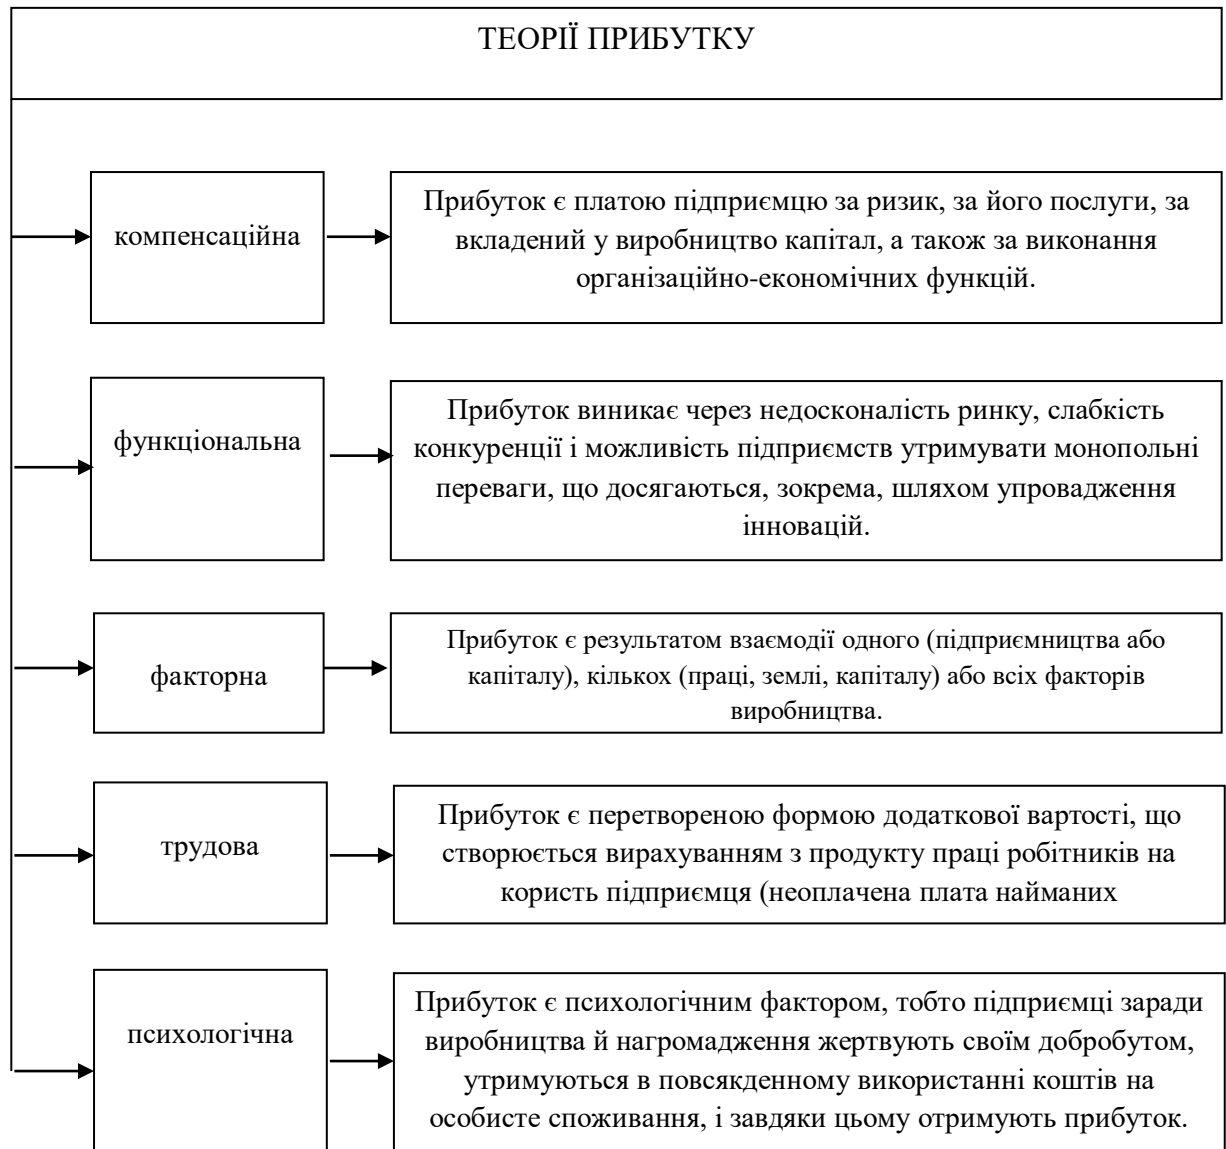 ТЕОРІЇ ПРИБУТКУ
компенсаційна
Прибуток є платою підприємцю за ризик, за його послуги, за
вкладений у виробництво капітал, а також за виконання
організаційно-економічних функцій.
функціональна
Прибуток виникає через недосконалість ринку, слабкість
конкуренції і можливість підприємств утримувати монопольні
переваги, що досягаються, зокрема, шляхом упровадження
інновацій.
факторна
Прибуток є результатом взаємодії одного (підприємництва або
капіталу), кількох (праці, землі, капіталу) або всіх факторів
виробництва.
трудова
Прибуток є перетвореною формою додаткової вартості, що
створюється вирахуванням з продукту праці робітників на
користь підприємця (неоплачена плата найманих
психологічна
Прибуток є психологічним фактором, тобто підприємці заради
виробництва й нагромадження жертвують своїм добробутом,
утримуються в повсякденному використанні коштів на
особисте споживання, і завдяки цьому отримують прибуток.